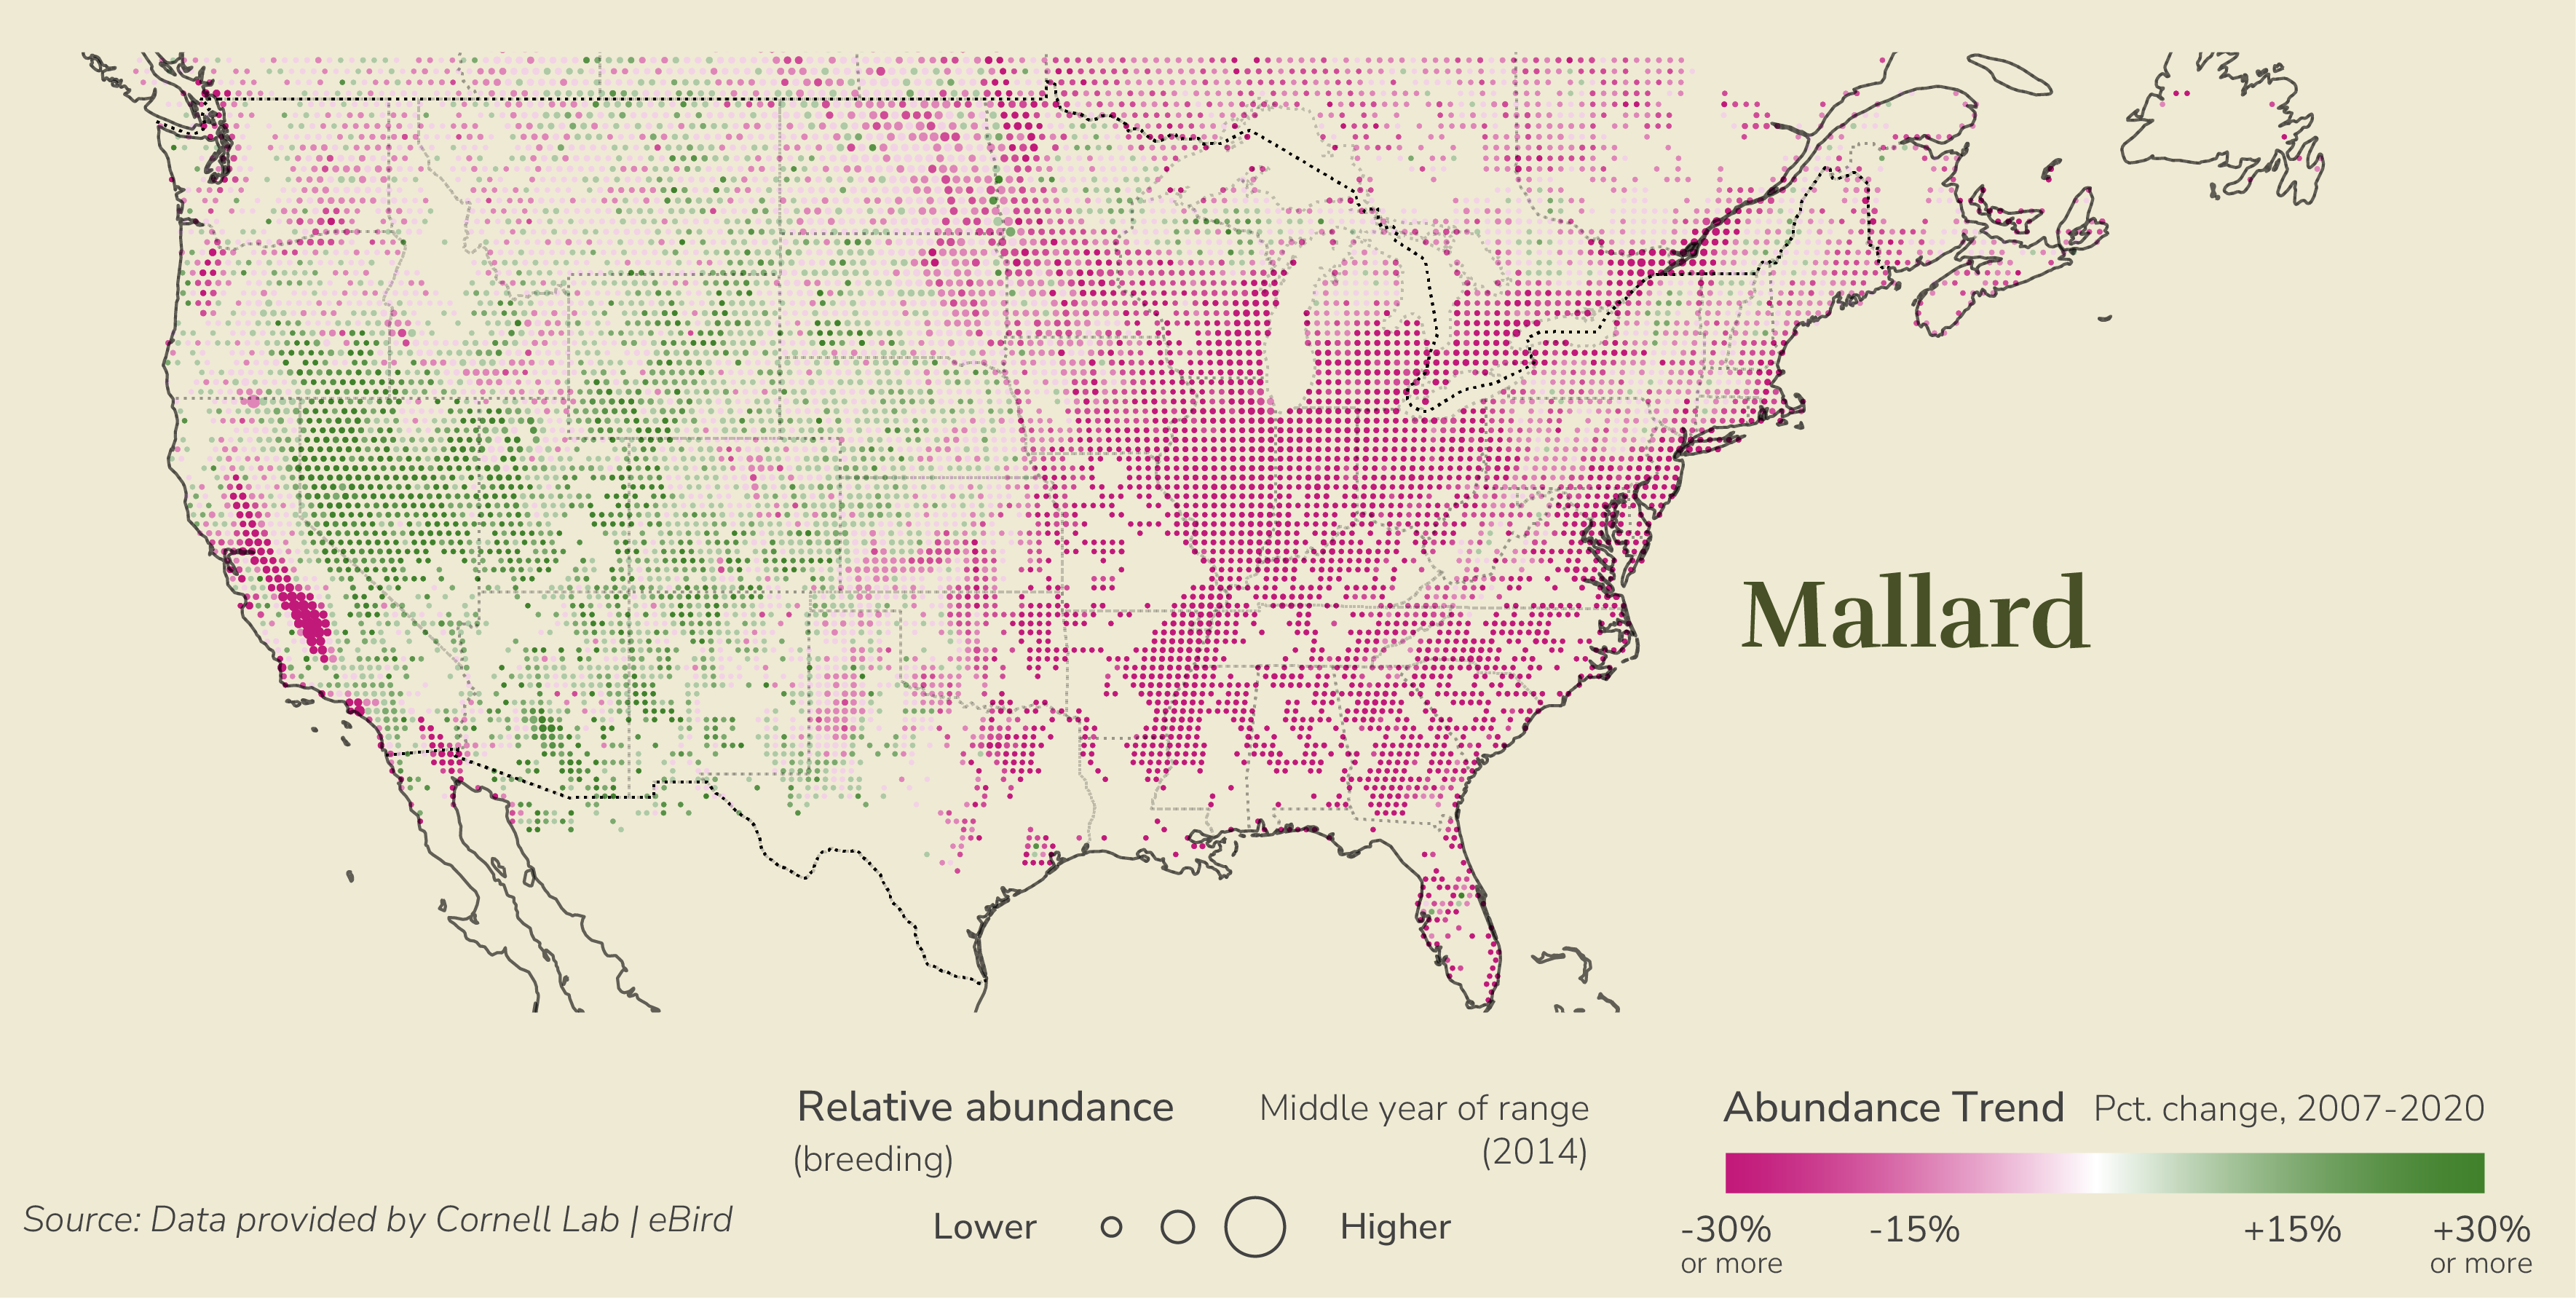 Mallard
Relative abundance
(breeding)
Middle year of range
(2014)
Lower
Higher
Abundance Trend Pct. change, 2007-2020
-30%
or more
-15%
+15%
+30%
or more
Source: Data provided by Cornell Lab | eBird